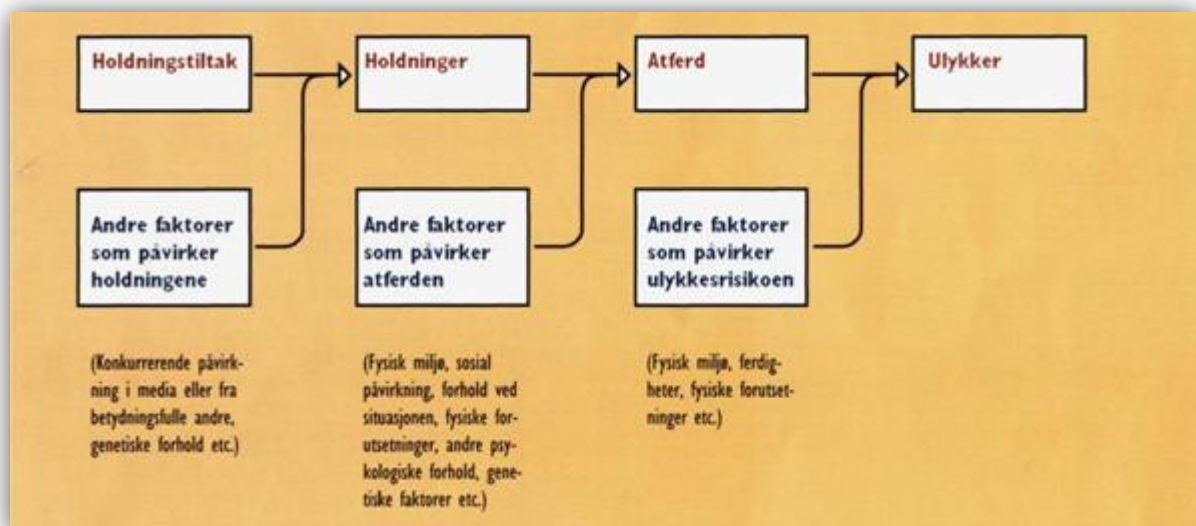 Holdningstiltak
Holdninger
Atferd
Ulykker
Andre faktorer
som påvirker
holdningene
Andre faktorer
som påvirker
atferden
Andre faktorer
som påvirker
ulykkesrisikoen
(Konkurrerende påvirk-
ning i media eller fra
betydningsfulle andre,
genetiske forhold etc.)
(Fysisk miljø, sosial
påvirkning, forhold ved
situasjonen, fysiske for-
utsetninger, andre psy-
kologiske forhold, gene-
tiske faktorer etc.)
(Fysisk miljø, ferdig-
heter, fysiske forutset-
ninger etc.)